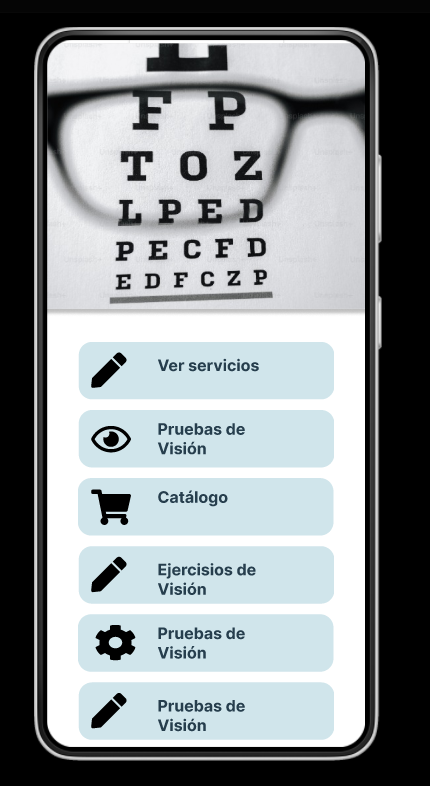 E
F P
T O Z
L P E D
P E C F D
E D F C Z P
Ver servicios
Pruebas de
Visión
Catálogo
Ejercisios de
Visión
Pruebas de
Visión
Pruebas de
Visión